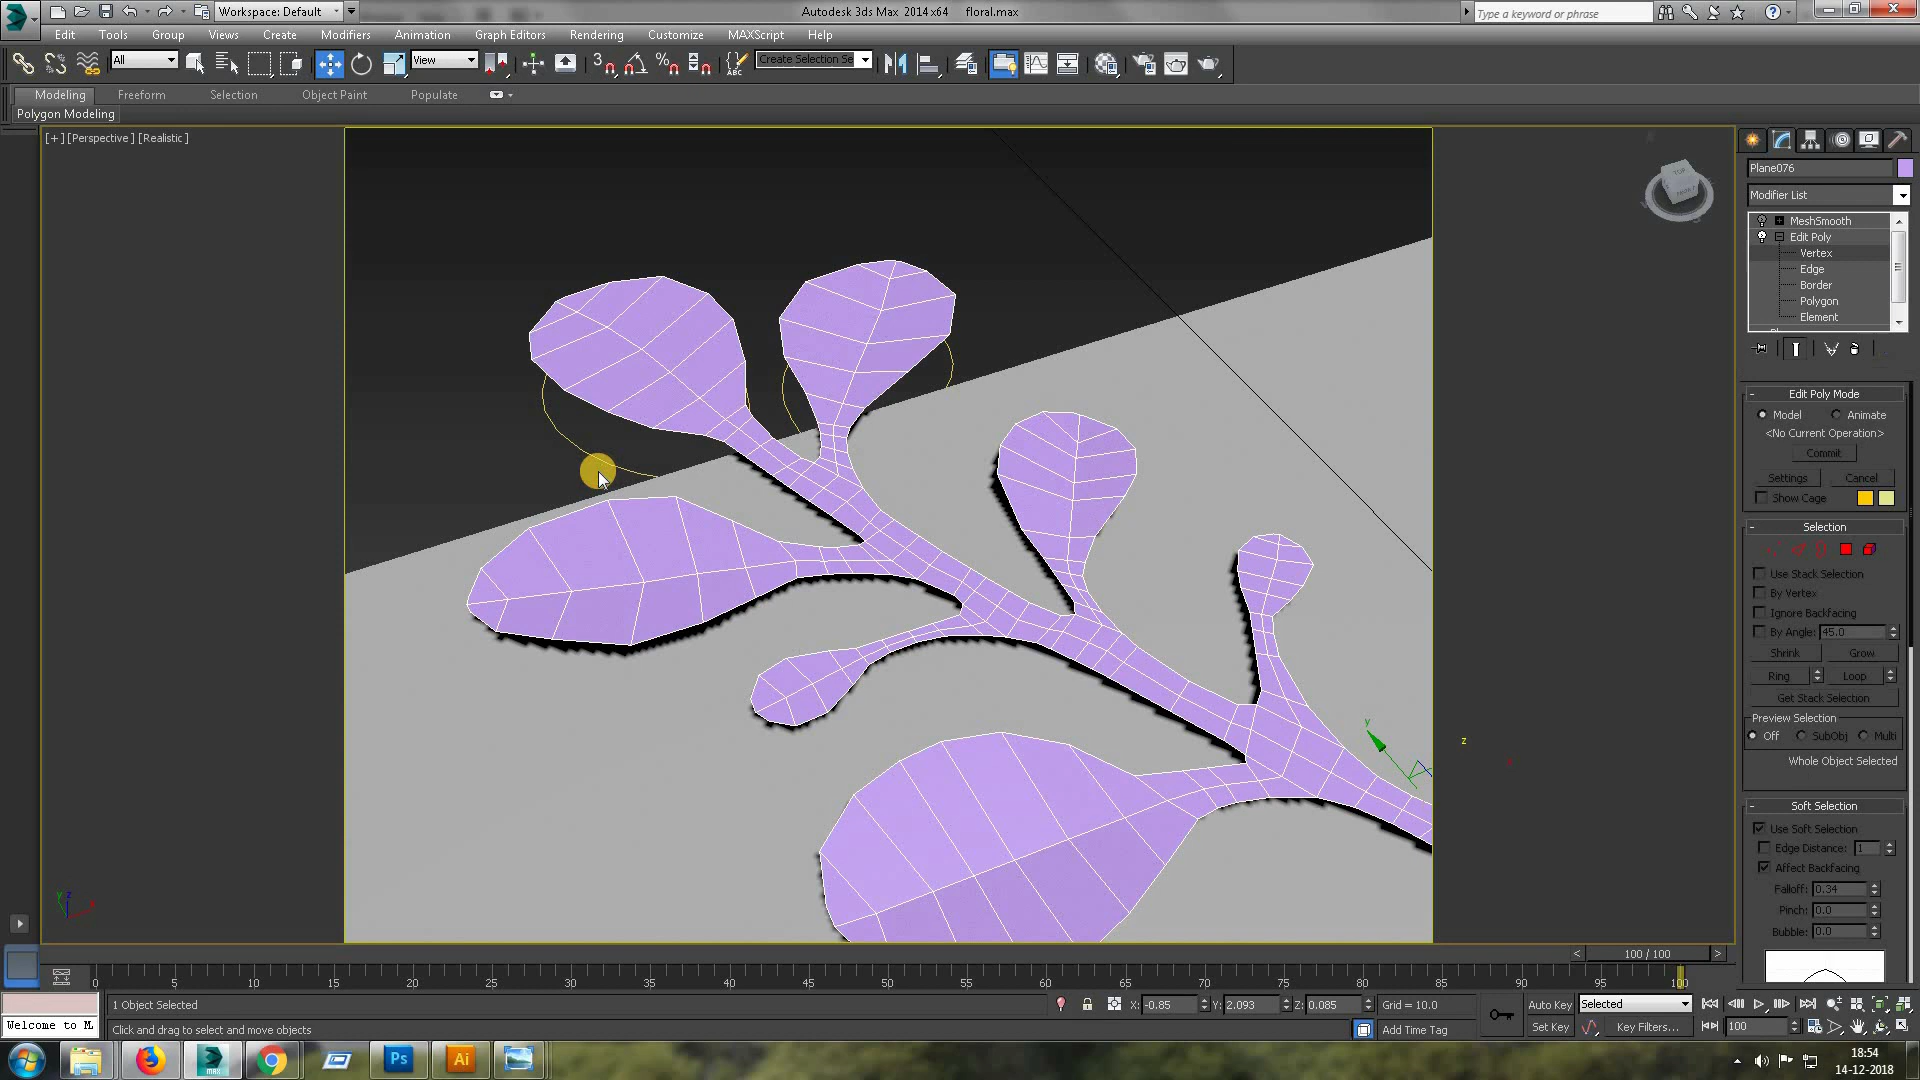 Workspace: Default
Autodesk 3ds Max 2014 x64 floral.max
Type a keyword or phrase
Edit Tools Group Views Create Modifiers Animation Graph Editors Rendering Customize MAXScript Help
All
View
3
ABC
Create Selection Se
Modeling Freeform Selection Object Paint Populate
Polygon Modeling
[+] [Perspective] [Realistic]
TOP
Plane076
Modifier List
MeshSmooth
Edit Poly
Vertex
Edge
Border
Polygon
Element
- Edit Poly Mode
Model Animate
<No Current Operation>
Commit
Settings Cancel
Show Cage
- Selection
Use Stack Selection
By Vertex
Ignore Backfacing
By Angle: 45.0
Shrink Grow
Ring Loop
Get Stack Selection
Preview Selection
Off SubObj Multi
Whole Object Selected
- Soft Selection
Use Soft Selection
Edge Distance: 1
Affect Backfacing
Falloff: 0.34
Pinch: 0.0
Bubble: 0.0
y
z
< 100 / 100 >
0 5 10 15 20 25 30 35 40 45 50 55 60 65 70 75 80 85 90 95 100
1 Object Selected
X: -0.85 Y: 2.093 Z: 0.085 Grid = 10.0
Auto Key Selected
Welcome to M
Click and drag to select and move objects
Add Time Tag
Set Key Key Filters... 100
MAX
Ps
Ai
18:54
14-12-2018